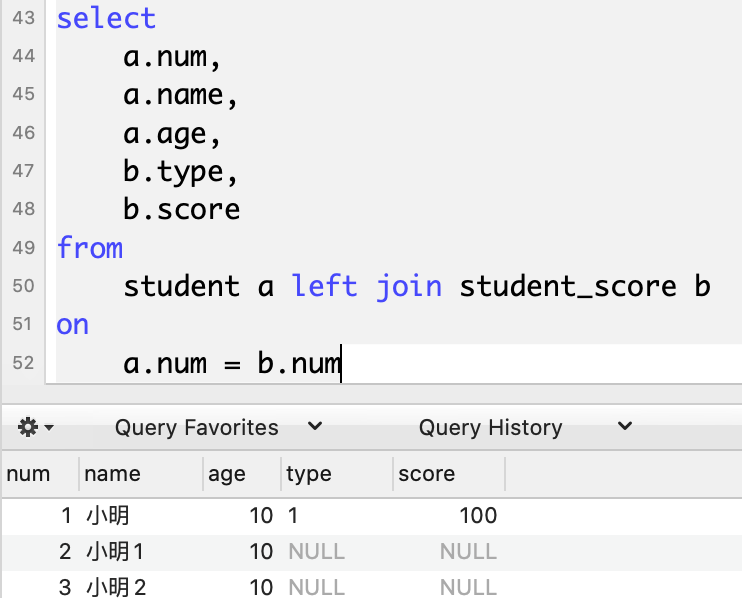 43 select
44 a.num,
45 a.name,
46 a.age,
47 b.type,
48 b.score
49 from
50 student a left join student_score b
51 on
52 a.num = b.num
Query Favorites Query History
num name age type score
1 小明 10 1 100
2 小明1 10 NULL NULL
3 小明2 10 NULL NULL